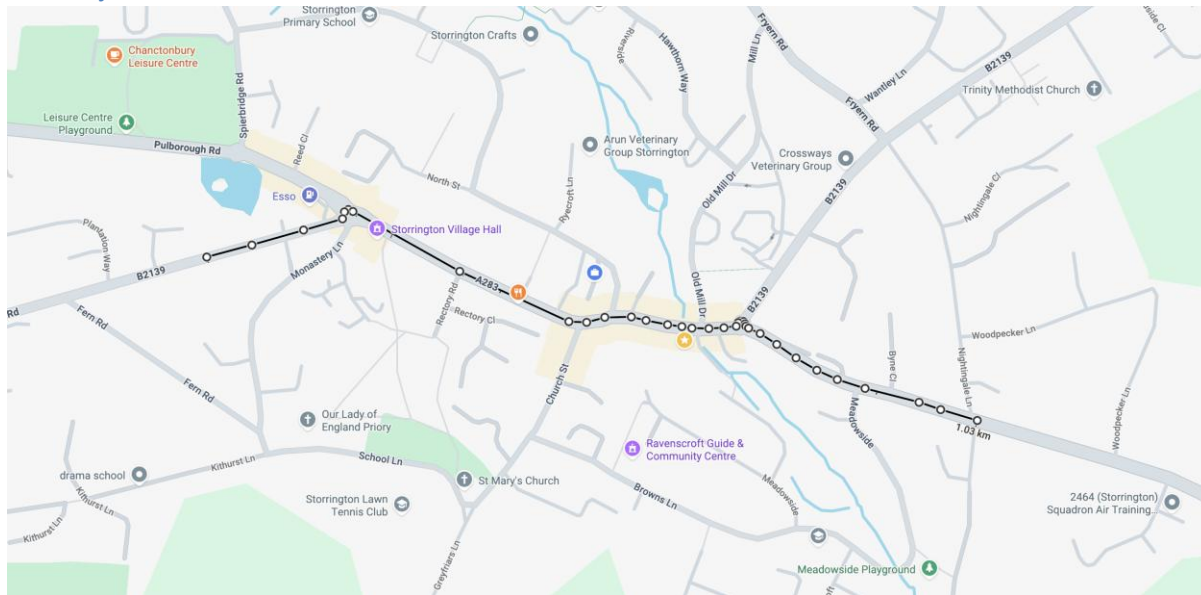 Storrington
Primary School
Storrington Crafts
Riverside
Hawthorn Way
Mill Ln
Fryern Rd
Wantley Ln
B2139
Chanctonbury
Leisure Centre
Spierbridge Rd
Trinity Methodist Church
Leisure Centre
Playground
Pulborough Rd
Reed Cl
Arun Veterinary
Group Storrington
Fryern Rd
Crossways
Veterinary Group
North St
Ryecroft Ln
Old Mill Dr
B2139
Nightingale Cl
Esso
Storrington Village Hall
Plantation Way
Monastery Ln
B2139
A283
Rectory Rd
Rectory Cl
Old Mill Dr
B2139
Rd
Fern Rd
Woodpecker Ln
Fern Rd
Church St
Byne Cl
Nightingale Ln
Woodpecker Ln
Meadowside
1.03 km
Our Lady of
England Priory
Ravenscroft Guide &
Community Centre
Kithurst Ln
School Ln
drama school
St Mary's Church
Kithurst Ln
Storrington Lawn
Tennis Club
Browns Ln
Meadowside
2464 (Storrington)
Squadron Air Training...
Kithurst Ln
Greyfriars Ln
Meadowside Playground